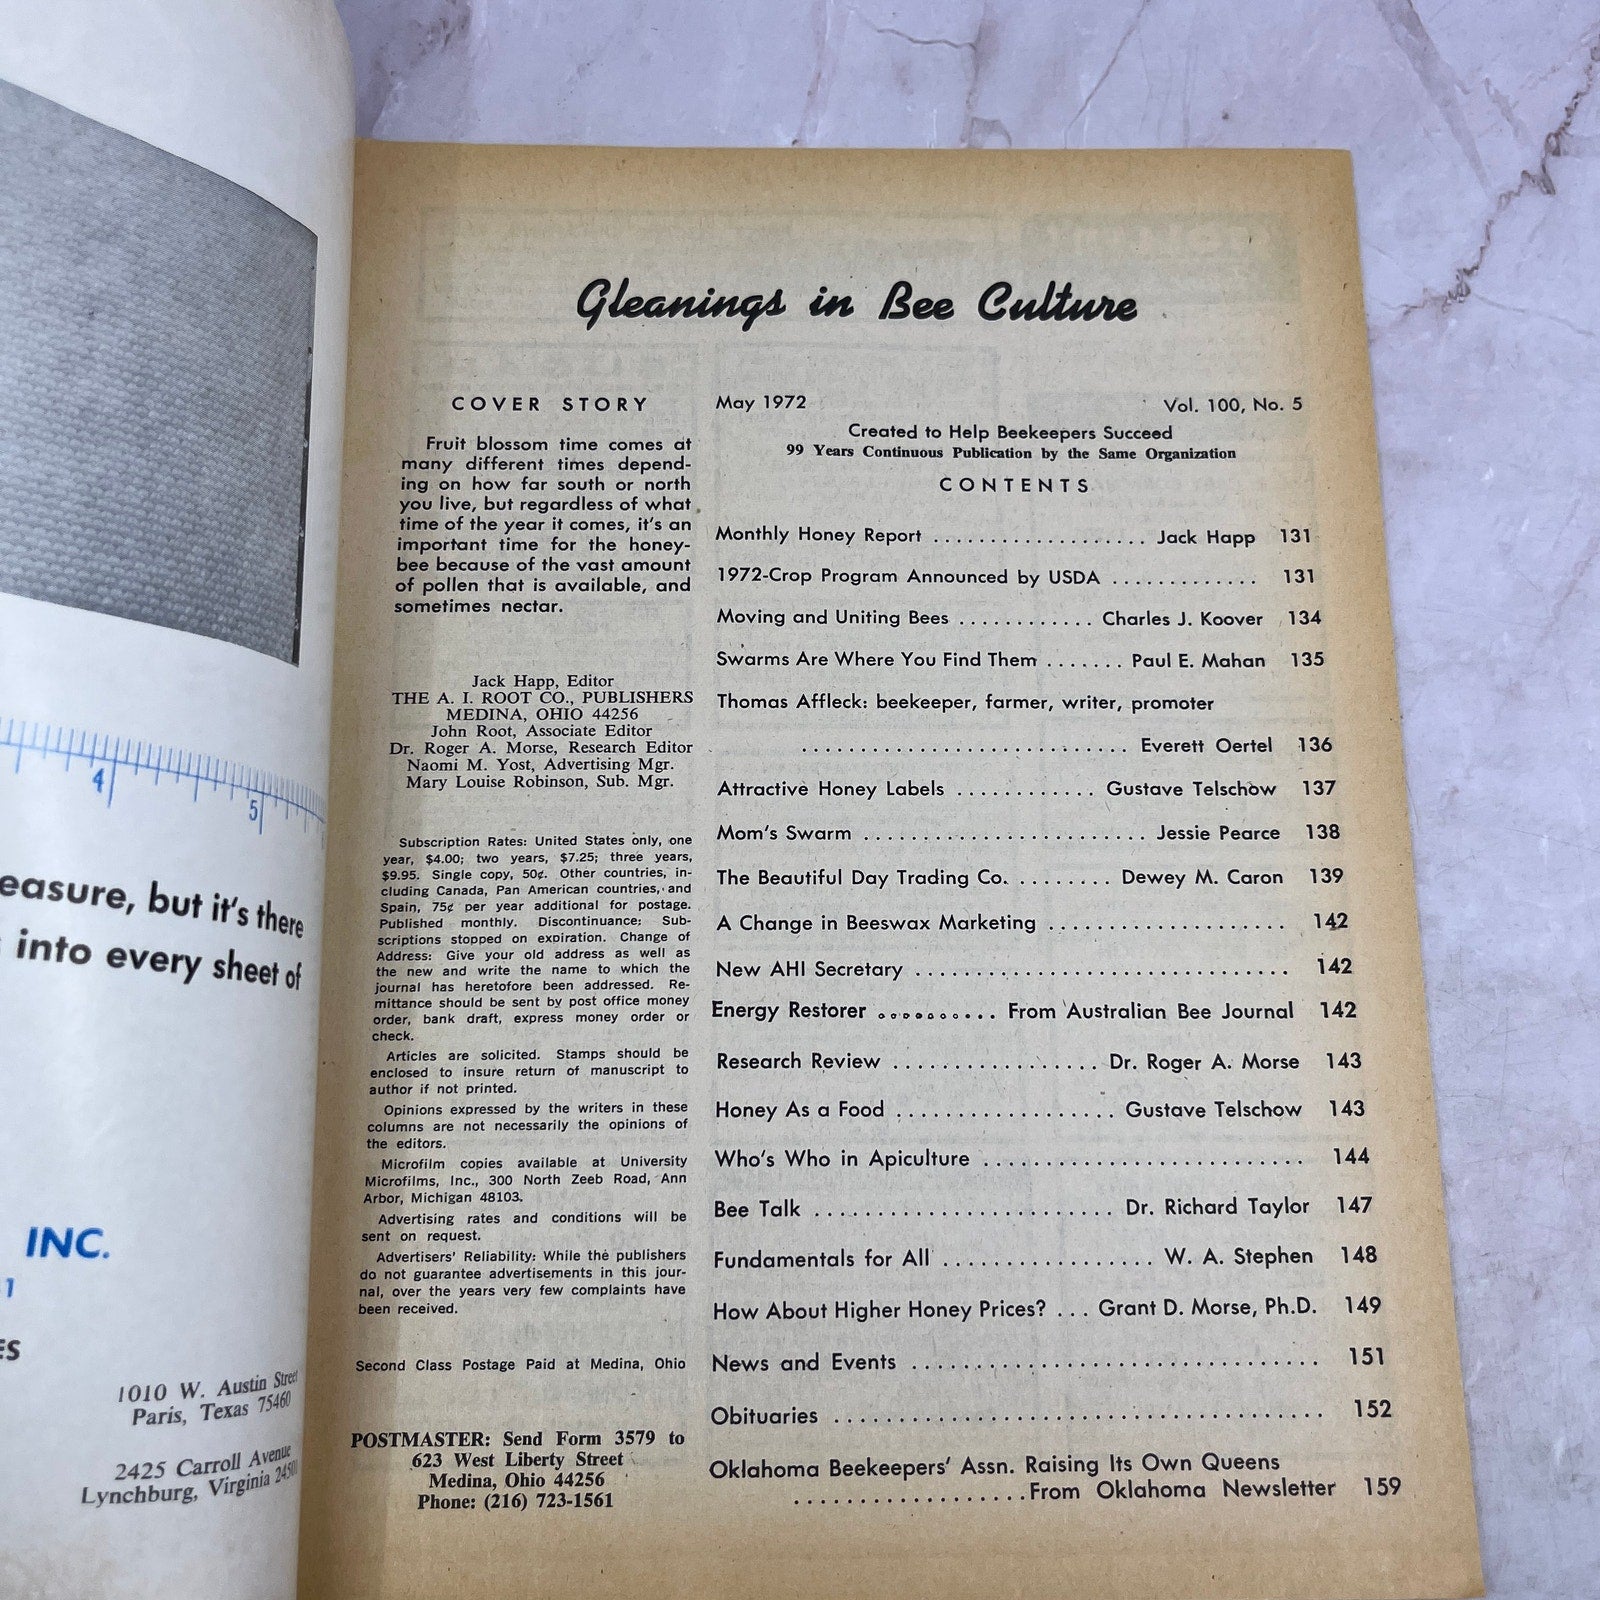 4
5
easure, but it's there
into every sheet of
INC.
1010 W. Austin Street
Paris, Texas 75460
2425 Carroll Avenue
Lynchburg, Virginia 24501
Gleanings in Bee Culture
COVER STORY
Fruit blossom time comes at
many different times depend-
ing on how far south or north
you live, but regardless of what
time of the year it comes, it's an
important time for the honey-
bee because of the vast amount
of pollen that is available, and
sometimes nectar.
Jack Happ, Editor
THE A. I. ROOT CO., PUBLISHERS
MEDINA, OHIO 44256
John Root, Associate Editor
Dr. Roger A. Morse, Research Editor
Naomi M. Yost, Advertising Mgr.
Mary Louise Robinson, Sub. Mgr.
Subscription Rates: United States only, one
year, $4.00; two years, $7.25; three years,
$9.95. Single copy, 50¢. Other countries, in-
cluding Canada, Pan American countries, and
Spain, 75¢ per year additional for postage.
Published monthly. Discontinuance: Sub-
scriptions stopped on expiration. Change of
Address: Give your old address as well as
the new and write the name to which the
journal has heretofore been addressed. Re-
mittance should be sent by post office money
order, bank draft, express money order or
check.
Articles are solicited. Stamps should be
enclosed to insure return of manuscript to
author if not printed.
Opinions expressed by the writers in these
columns are not necessarily the opinions of
the editors.
Microfilm copies available at University
Microfilms, Inc., 300 North Zeeb Road, Ann
Arbor, Michigan 48103.
Advertising rates and conditions will be
sent on request.
Advertisers' Reliability: While the publishers
do not guarantee advertisements in this jour-
nal, over the years very few complaints have
been received.
Second Class Postage Paid at Medina, Ohio
POSTMASTER: Send Form 3579 to
623 West Liberty Street
Medina, Ohio 44256
Phone: (216) 723-1561
May 1972 Vol. 100, No. 5
Created to Help Beekeepers Succeed
99 Years Continuous Publication by the Same Organization
CONTENTS
Monthly Honey Report ................... Jack Happ 131
1972-Crop Program Announced by USDA ............. 131
Moving and Uniting Bees ............ Charles J. Koover 134
Swarms Are Where You Find Them ....... Paul E. Mahan 135
Thomas Affleck: beekeeper, farmer, writer, promoter
............................. Everett Oertel 136
Attractive Honey Labels ............ Gustave Telschow 137
Mom's Swarm ......................... Jessie Pearce 138
The Beautiful Day Trading Co. ........ Dewey M. Caron 139
A Change in Beeswax Marketing ..................... 142
New AHI Secretary ................................. 142
Energy Restorer .......... From Australian Bee Journal 142
Research Review .................. Dr. Roger A. Morse 143
Honey As a Food ................... Gustave Telschow 143
Who's Who in Apiculture ............................ 144
Bee Talk ........................... Dr. Richard Taylor 147
Fundamentals for All ................... W. A. Stephen 148
How About Higher Honey Prices? ... Grant D. Morse, Ph.D. 149
News and Events .................................... 151
Obituaries ........................................... 152
Oklahoma Beekeepers' Assn. Raising Its Own Queens
..................From Oklahoma Newsletter 159